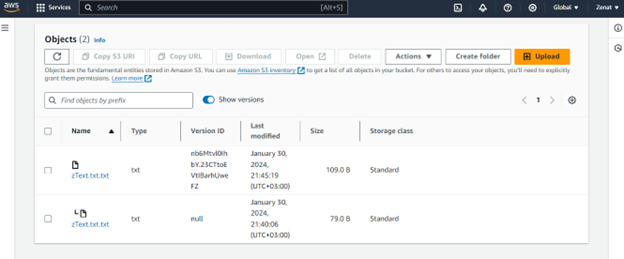 aws
Services
Search
[Alt+S]
Global
Zenat
Objects (2) Info
Copy S3 URI
Copy URL
Download
Open
Delete
Actions
Create folder
Upload
Objects are the fundamental entities stored in Amazon S3. You can use Amazon S3 inventory to get a list of all objects in your bucket. For others to access your objects, you'll need to explicitly
grant them permissions. Learn more
Find objects by prefix
Show versions
1
Name
Type
Version ID
Last
modified
Size
Storage class
zText.txt.txt
txt
January 30,
2024,
21:45:19
(UTC+03:00)
109.0 B
Standard
zText.txt.txt
txt
null
January 30,
2024,
21:40:06
(UTC+03:00)
79.0 B
Standard